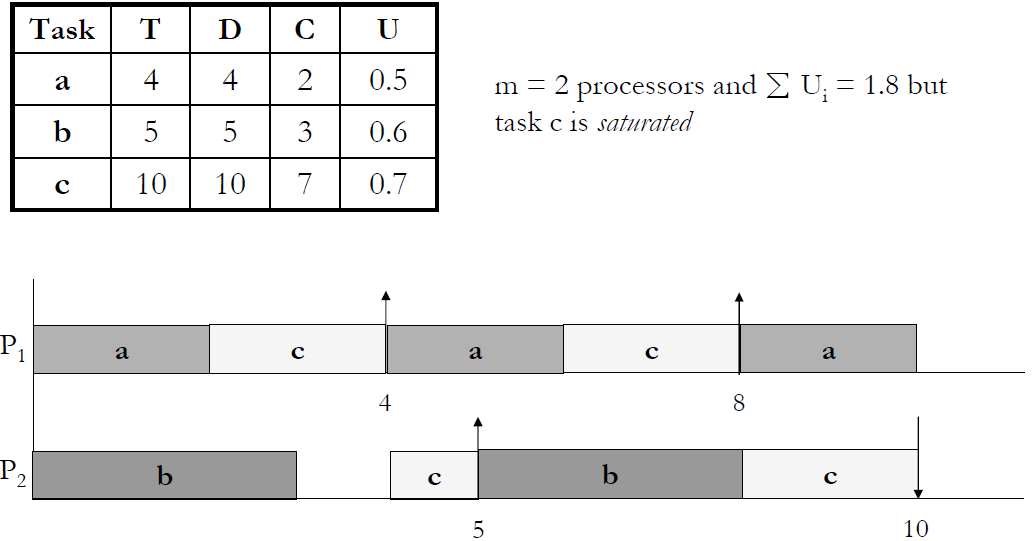 Task T D C U
a 4 4 2 0.5
b 5 5 3 0.6
c 10 10 7 0.7
m = 2 processors and ∑ Uᵢ = 1.8 but
task c is saturated
P₁ a c a c a
4 8
P₂ b c b c
5 10